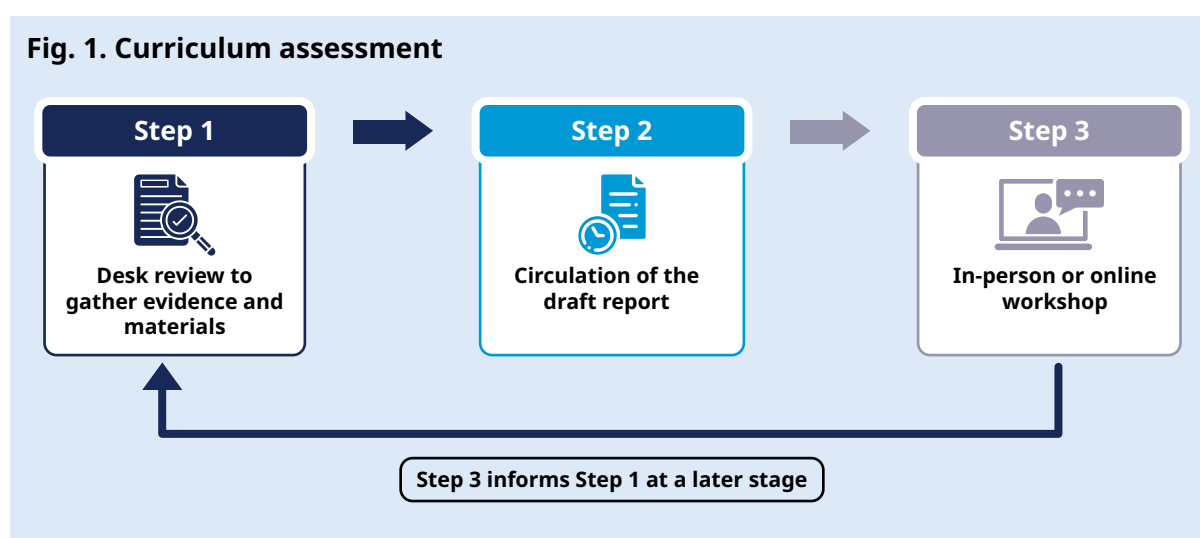 Fig. 1. Curriculum assessment
Step 1
Desk review to
gather evidence and
materials
Step 2
Circulation of the
draft report
Step 3
In-person or online
workshop
Step 3 informs Step 1 at a later stage